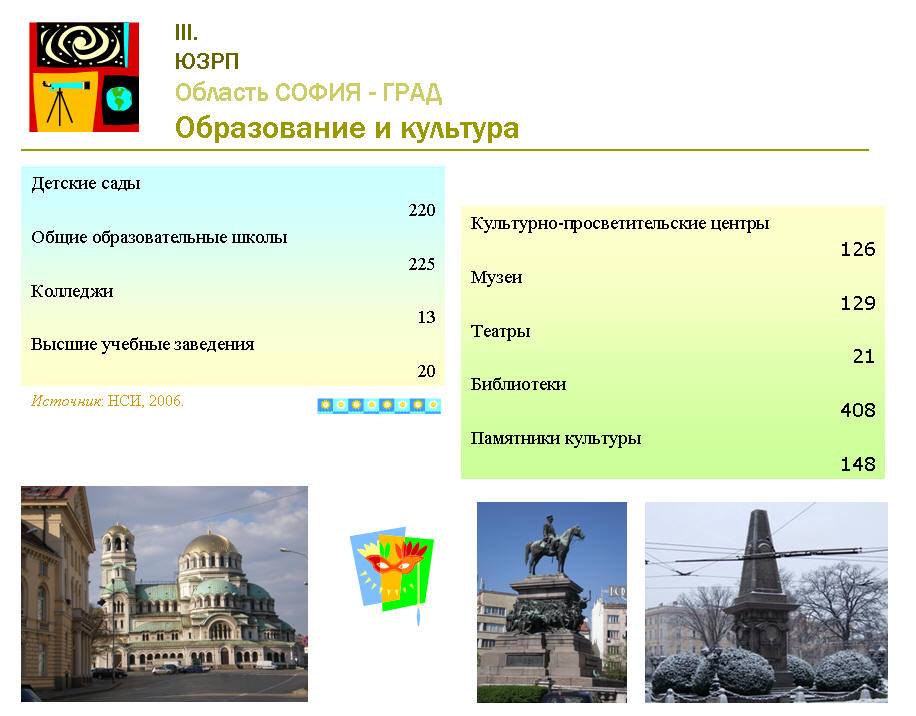 III.
ЮЗРП
Область СОФИЯ - ГРАД
Образование и культура
Детские сады
220
Общие образовательные школы
225
Колледжи
13
Высшие учебные заведения
20
Источник: НСИ, 2006.
Культурно-просветительские центры
126
Музеи
129
Театры
21
Библиотеки
408
Памятники культуры
148